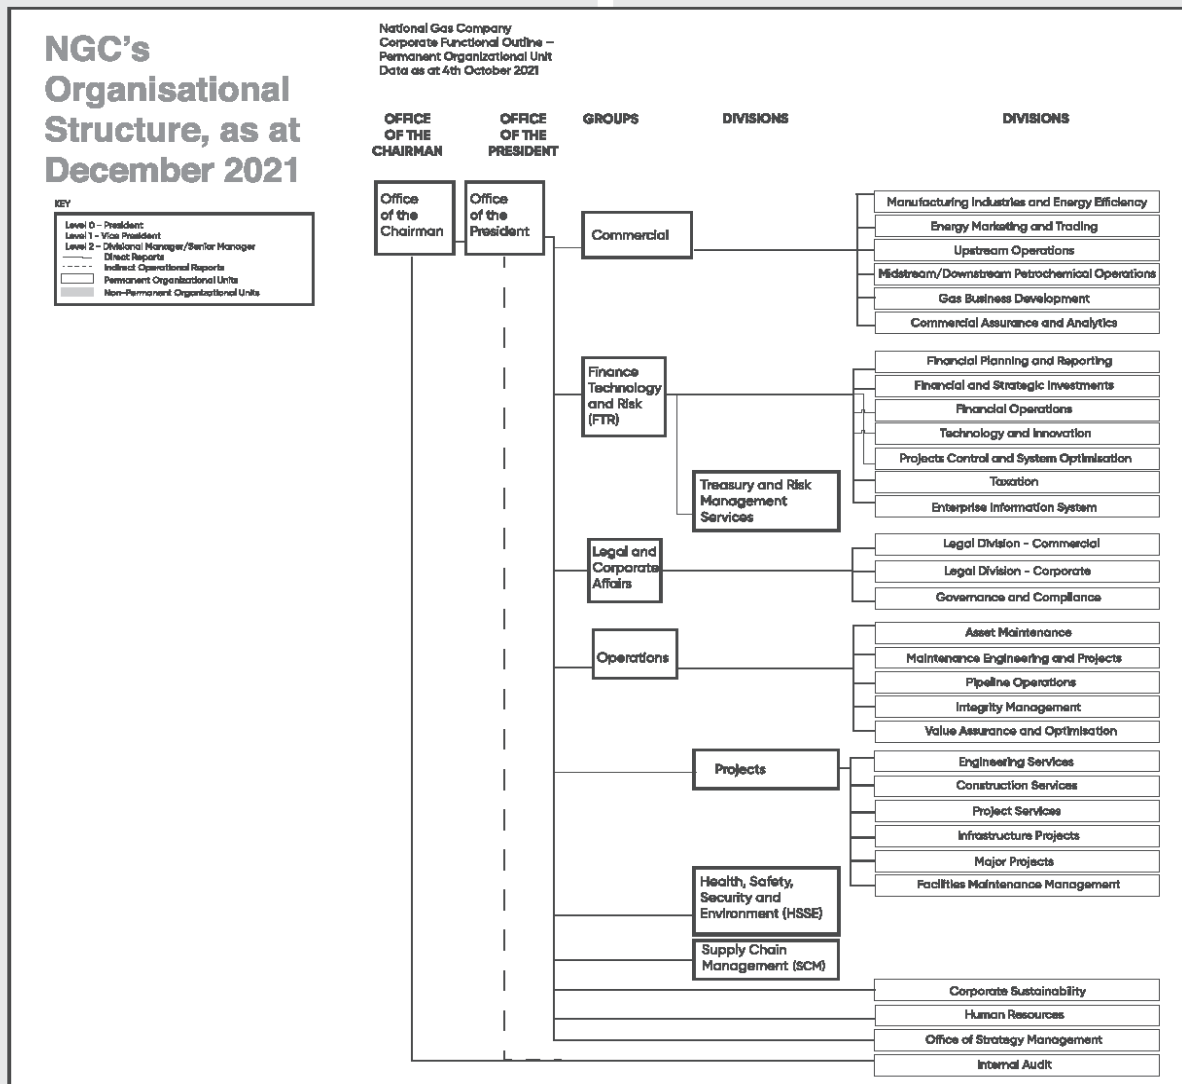 NGC's
Organisational
Structure, as at
December 2021
National Gas Company
Corporate Functional Outline –
Permanent Organizational Unit
Data as at 4th October 2021
KEY
Level 0 - President
Level 1 - Vice President
Level 2 - Divisional Manager/Senior Manager
Direct Reports
Indirect Operational Reports
Permanent Organizational Units
Non-Permanent Organizational Units
OFFICE
OF THE
CHAIRMAN
OFFICE
OF THE
PRESIDENT
GROUPS
DIVISIONS
DIVISIONS
Office
of the
Chairman
Office
of the
President
Commercial
Manufacturing Industries and Energy Efficiency
Energy Marketing and Trading
Upstream Operations
Midstream/Downstream Petrochemical Operations
Gas Business Development
Commercial Assurance and Analytics
Finance
Technology
and Risk
(FTR)
Financial Planning and Reporting
Financial and Strategic Investments
Financial Operations
Technology and Innovation
Projects Control and System Optimisation
Taxation
Enterprise Information System
Treasury and Risk
Management
Services
Legal and
Corporate
Affairs
Legal Division - Commercial
Legal Division - Corporate
Governance and Compliance
Operations
Asset Maintenance
Maintenance Engineering and Projects
Pipeline Operations
Integrity Management
Value Assurance and Optimisation
Projects
Engineering Services
Construction Services
Project Services
Infrastructure Projects
Major Projects
Facilities Maintenance Management
Health, Safety,
Security and
Environment (HSSE)
Supply Chain
Management (SCM)
Corporate Sustainability
Human Resources
Office of Strategy Management
Internal Audit